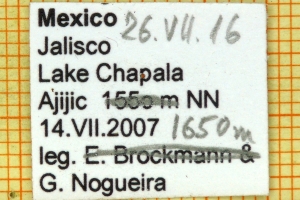 Mexico 26.VII.16
Jalisco
Lake Chapala
Ajijic 1550 m NN
14.VII.2007 1650m
leg. E. Brockmann &
G. Nogueira